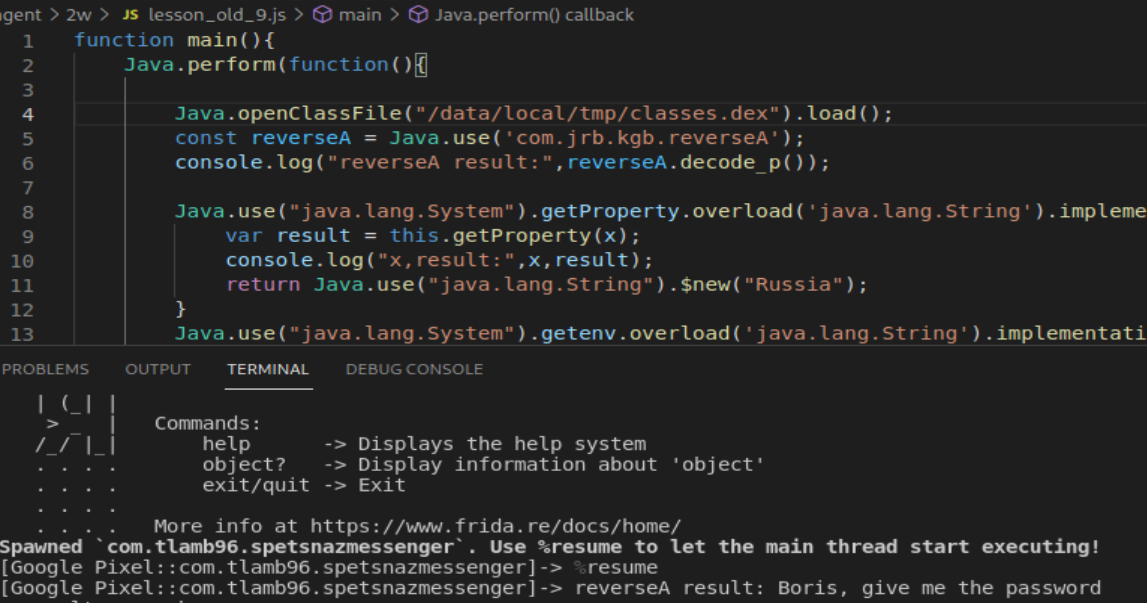 agent > 2w > JS lesson_old_9.js > main > Java.perform() callback
1 function main(){
2 Java.perform(function(){
3
4 Java.openClassFile("/data/local/tmp/classes.dex").load();
5 const reverseA = Java.use('com.jrb.kgb.reverseA');
6 console.log("reverseA result:",reverseA.decode_p());
7
8 Java.use("java.lang.System").getProperty.overload('java.lang.String').impleme
9 var result = this.getProperty(x);
10 console.log("x,result:",x,result);
11 return Java.use("java.lang.String").$new("Russia");
12 }
13 Java.use("java.lang.System").getenv.overload('java.lang.String').implementati
PROBLEMS OUTPUT TERMINAL DEBUG CONSOLE
| (_| |
> _ | Commands:
/_/ |_| help -> Displays the help system
. . . . object? -> Display information about 'object'
. . . . exit/quit -> Exit
. . . .
. . . . More info at https://www.frida.re/docs/home/
Spawned `com.tlamb96.spetsnazmessenger`. Use %resume to let the main thread start executing!
[Google Pixel::com.tlamb96.spetsnazmessenger]-> %resume
[Google Pixel::com.tlamb96.spetsnazmessenger]-> reverseA result: Boris, give me the password